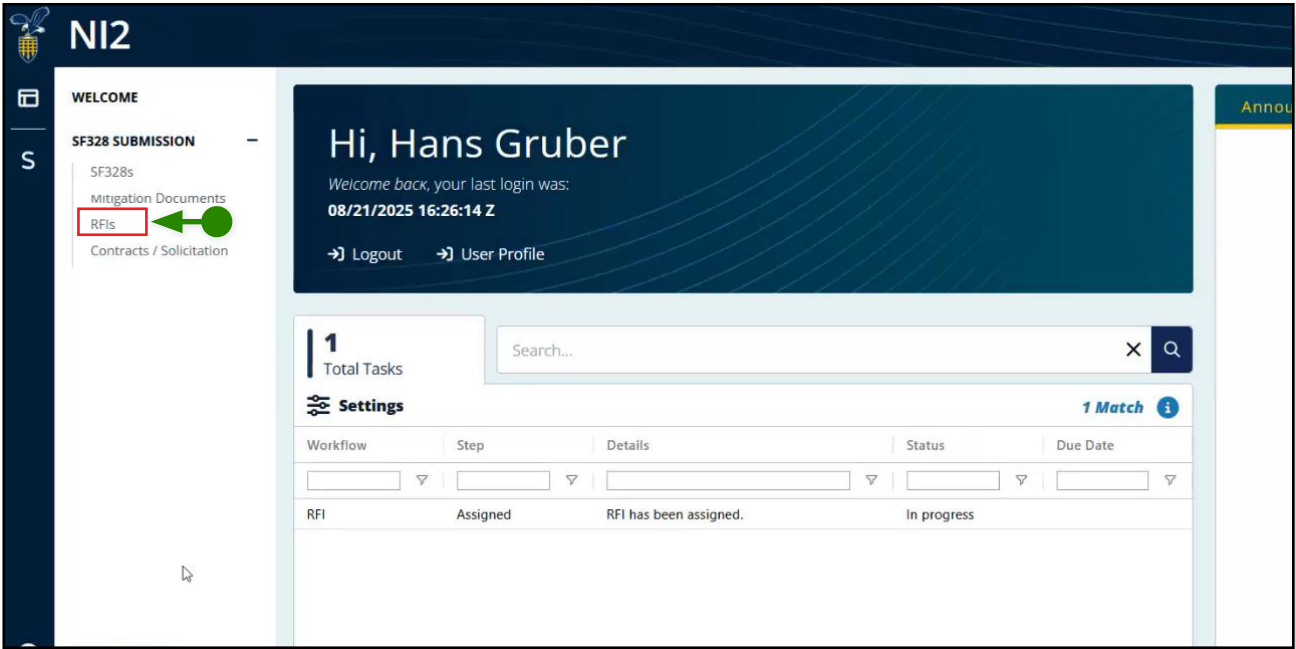 NI2
WELCOME
SF328 SUBMISSION
SF328s
Mitigation Documents
RFIs
Contracts / Solicitation
S
Hi, Hans Gruber
Welcome back, your last login was:
08/21/2025 16:26:14 Z
Logout User Profile
Annou
1
Total Tasks
Search...
Settings
1 Match
Workflow Step Details Status Due Date
RFI Assigned RFI has been assigned. In progress